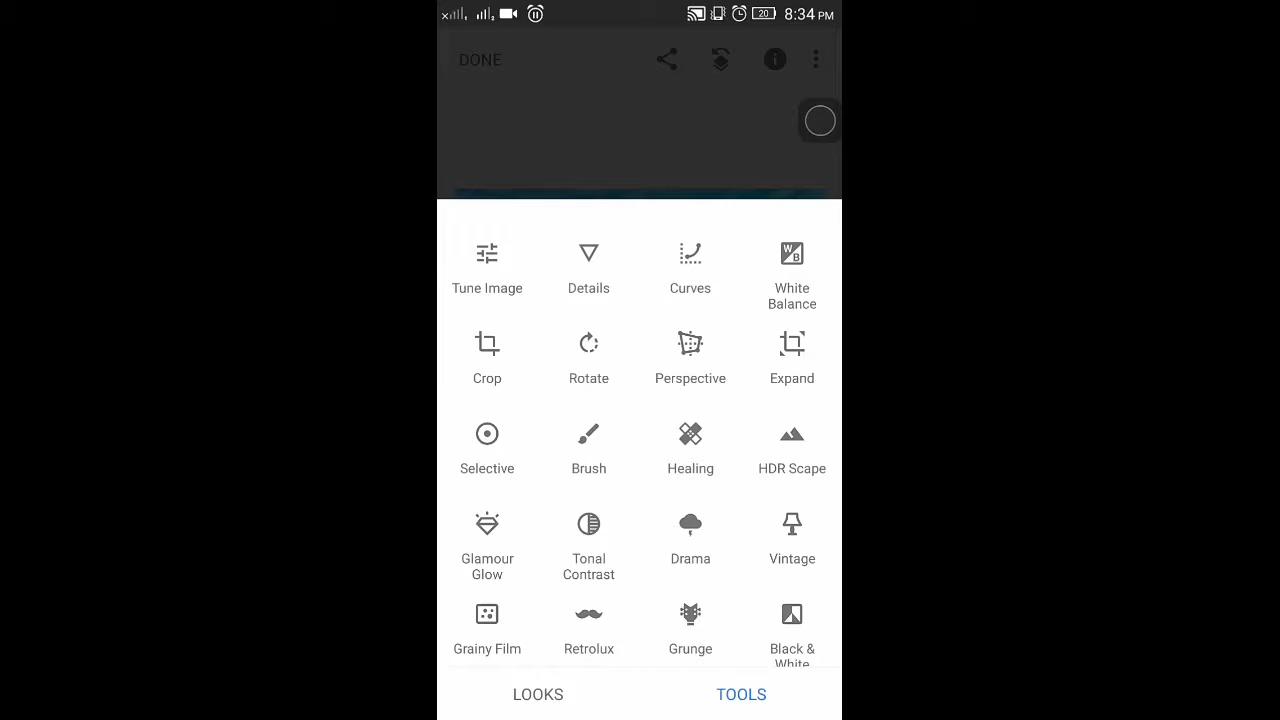 20 8:34 PM
DONE
Tune Image Details Curves White
Balance
Crop Rotate Perspective Expand
Selective Brush Healing HDR Scape
Glamour Tonal Drama Vintage
Glow Contrast
Grainy Film Retrolux Grunge Black &
White
LOOKS TOOLS